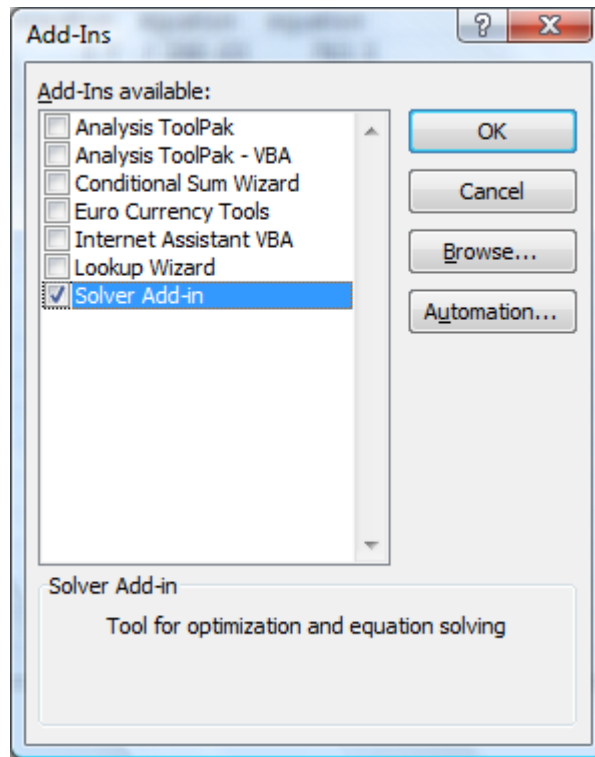 Add-Ins
?
X
Add-Ins available:
Analysis ToolPak
Analysis ToolPak - VBA
Conditional Sum Wizard
Euro Currency Tools
Internet Assistant VBA
Lookup Wizard
Solver Add-in
OK
Cancel
Browse...
Automation...
Solver Add-in
Tool for optimization and equation solving